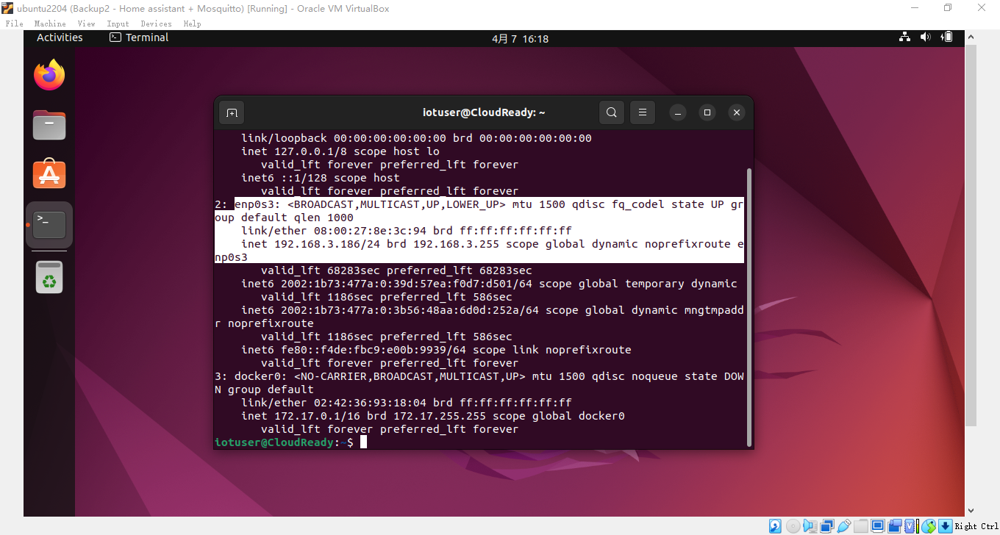 ubuntu2204 (Backup2 - Home assistant + Mosquitto) [Running] - Oracle VM VirtualBox
File Machine View Input Devices Help
Activities Terminal 4月 7 16:18
iotuser@CloudReady: ~
link/loopback 00:00:00:00:00:00 brd 00:00:00:00:00:00
inet 127.0.0.1/8 scope host lo
valid_lft forever preferred_lft forever
inet6 ::1/128 scope host
valid_lft forever preferred_lft forever
2: enp0s3: <BROADCAST,MULTICAST,UP,LOWER_UP> mtu 1500 qdisc fq_codel state UP gr
oup default qlen 1000
link/ether 08:00:27:8e:3c:94 brd ff:ff:ff:ff:ff:ff
inet 192.168.3.186/24 brd 192.168.3.255 scope global dynamic noprefixroute e
np0s3
valid_lft 68283sec preferred_lft 68283sec
inet6 2002:1b73:477a:0:39d:57ea:f0d7:d501/64 scope global temporary dynamic
valid_lft 1186sec preferred_lft 586sec
inet6 2002:1b73:477a:0:3b56:48aa:6d0d:252a/64 scope global dynamic mngtmpadd
r noprefixroute
valid_lft 1186sec preferred_lft 586sec
inet6 fe80::f4de:fbc9:e00b:9939/64 scope link noprefixroute
valid_lft forever preferred_lft forever
3: docker0: <NO-CARRIER,BROADCAST,MULTICAST,UP> mtu 1500 qdisc noqueue state DOW
N group default
link/ether 02:42:36:93:18:04 brd ff:ff:ff:ff:ff:ff
inet 172.17.0.1/16 brd 172.17.255.255 scope global docker0
valid_lft forever preferred_lft forever
iotuser@CloudReady:~$
Right Ctrl